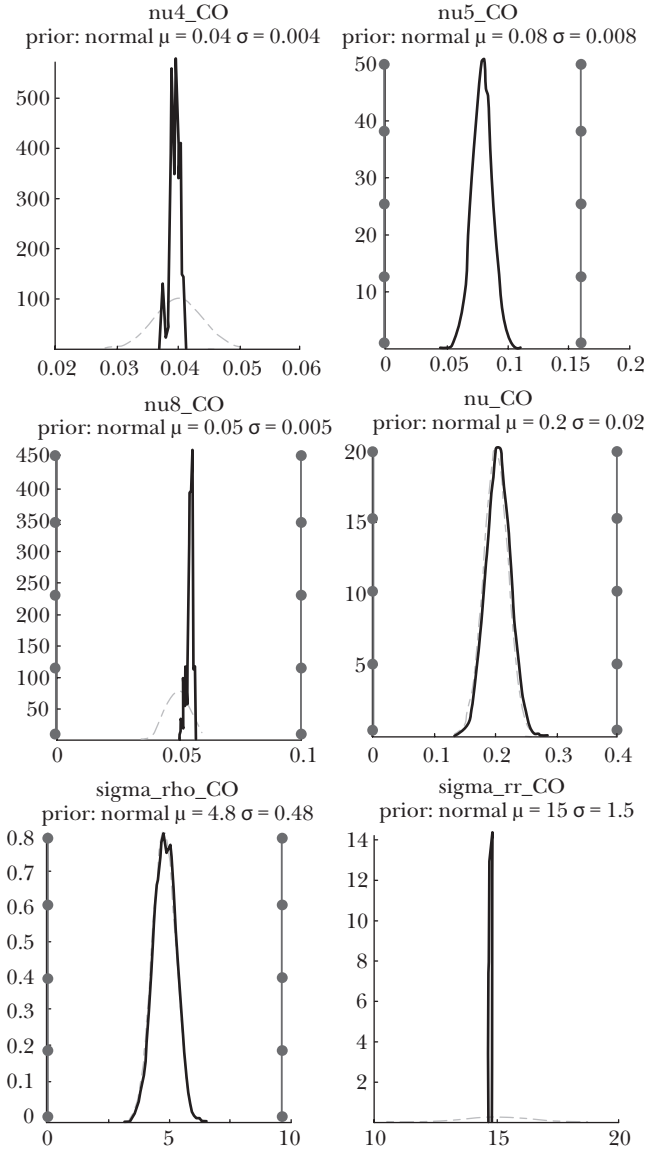 nu4_CO
prior: normal μ = 0.04 σ = 0.004
500
400
300
200
100
0.02 0.03 0.04 0.05 0.06
nu5_CO
prior: normal μ = 0.08 σ = 0.008
50
40
30
20
10
0 0.05 0.1 0.15 0.2
nu8_CO
prior: normal μ = 0.05 σ = 0.005
450
400
350
300
250
200
150
100
50
0 0.05 0.1
nu_CO
prior: normal μ = 0.2 σ = 0.02
20
15
10
5
0 0.1 0.2 0.3 0.4
sigma_rho_CO
prior: normal μ = 4.8 σ = 0.48
0.8
0.7
0.6
0.5
0.4
0.3
0.2
0.1
0
0 5 10
sigma_rr_CO
prior: normal μ = 15 σ = 1.5
14
12
10
8
6
4
2
10 15 20